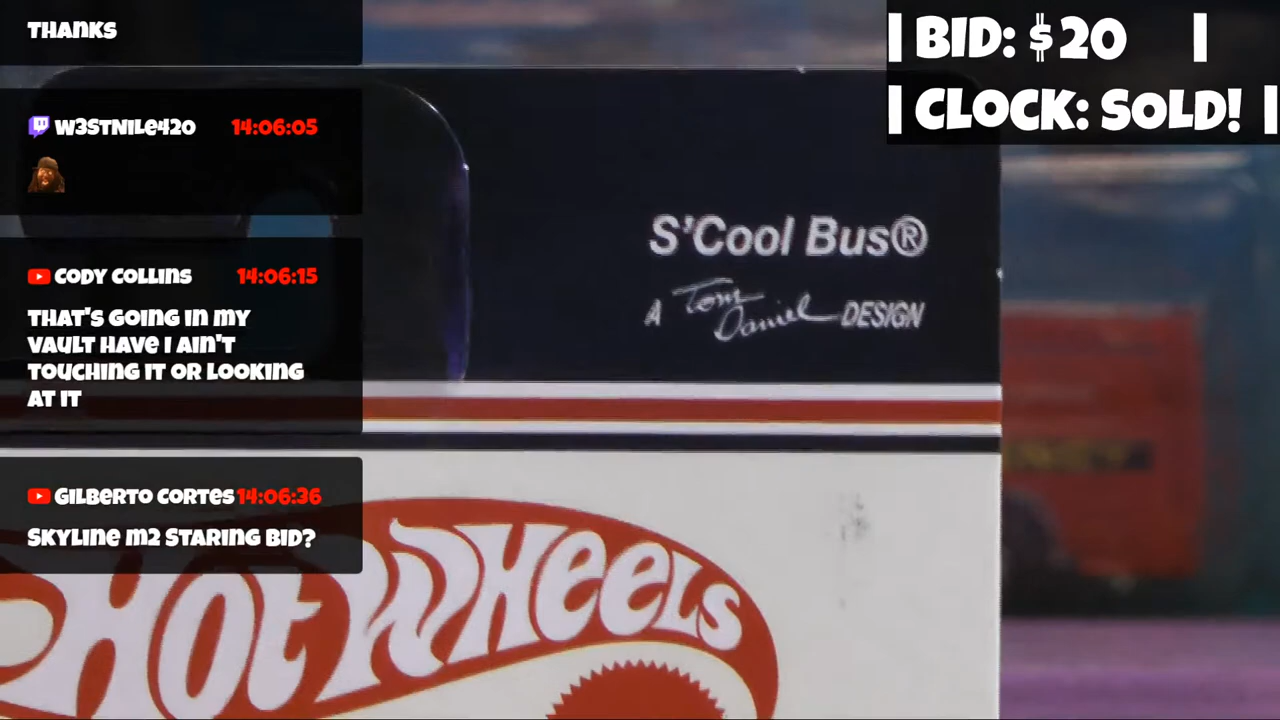 THANKS
W3STNILE420 14:06:05
CODY COLLINS 14:06:15
THAT'S GOING IN MY
VAULT HAVE I AIN'T
TOUCHING IT OR LOOKING
AT IT
GILBERTO CORTES 14:06:36
SKYLINE M2 STARING BID?
| BID: $20 |
| CLOCK: SOLD! |
S'Cool Bus®
A Tom Daniel DESIGN
HOT WHEELS